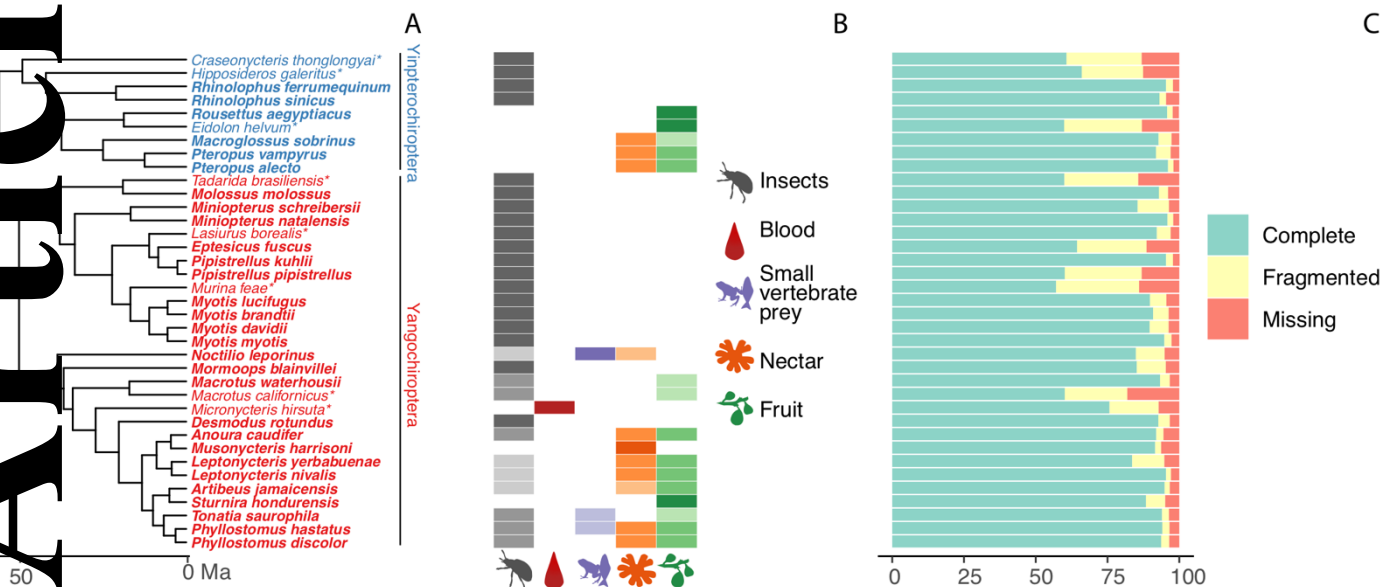 A
B
C
Craseonycteris thonglongyai*
Hipposideros galeritus*
Rhinolophus ferrumequinum
Rhinolophus sinicus
Rousettus aegyptiacus
Eidolon helvum*
Macroglossus sobrinus
Pteropus vampyrus
Pteropus alecto
Tadarida brasiliensis*
Molossus molossus
Miniopterus schreibersii
Miniopterus natalensis
Lasiurus borealis*
Eptesicus fuscus
Pipistrellus kuhlii
Pipistrellus pipistrellus
Murina feae*
Myotis lucifugus
Myotis brandtii
Myotis davidii
Myotis myotis
Noctilio leporinus
Mormoops blainvillei
Macrotus waterhousii
Macrotus californicus*
Micronycteris hirsuta*
Desmodus rotundus
Anoura caudifer
Musonycteris harrisoni
Leptonycteris yerbabuenae
Leptonycteris nivalis
Artibeus jamaicensis
Sturnira hondurensis
Tonatia saurophila
Phyllostomus hastatus
Phyllostomus discolor
50
0 Ma
Yinpterochiroptera
Yangochiroptera
Insects
Blood
Small
vertebrate
prey
Nectar
Fruit
Complete
Fragmented
Missing
0 25 50 75 100